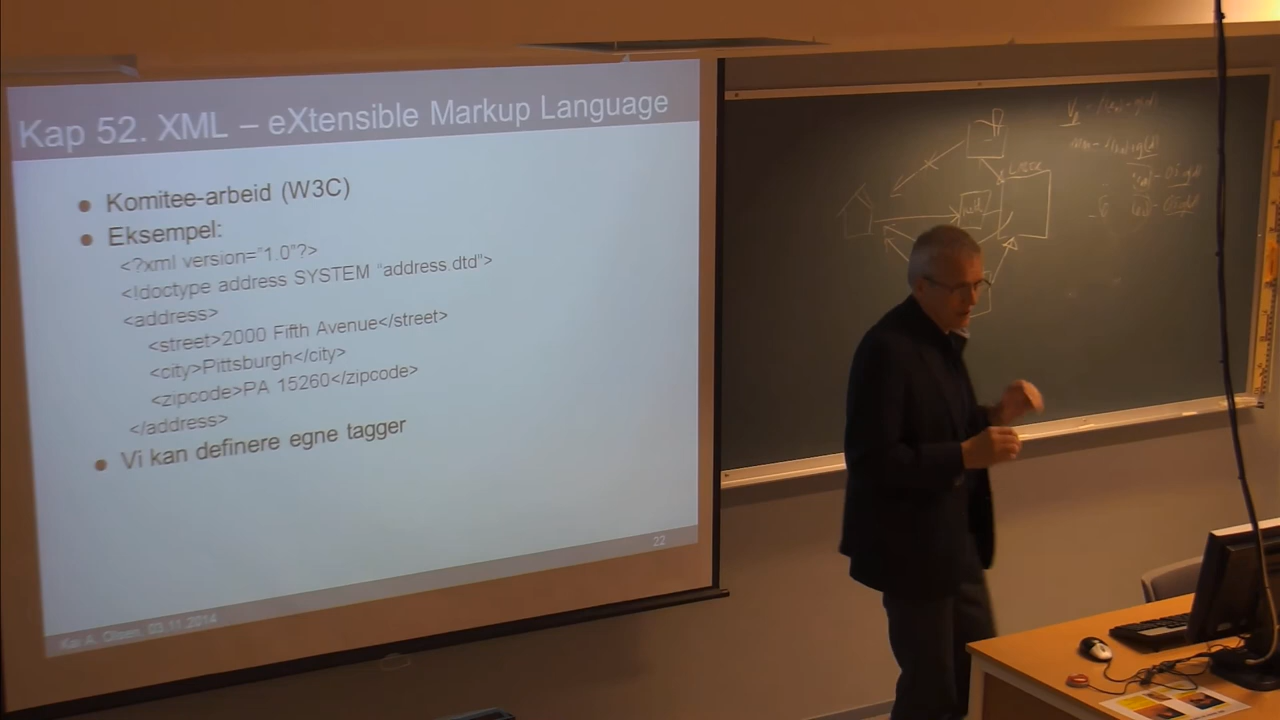 Kap 52. XML – eXtensible Markup Language
Komitee-arbeid (W3C)
Eksempel:
<?xml version="1.0"?>
<!doctype address SYSTEM "address.dtd">
<address>
<street>2000 Fifth Avenue</street>
<city>Pittsburgh</city>
<zipcode>PA 15260</zipcode>
</address>
Vi kan definere egne tagger
22
Kai A. Olsen, 03.11.2014